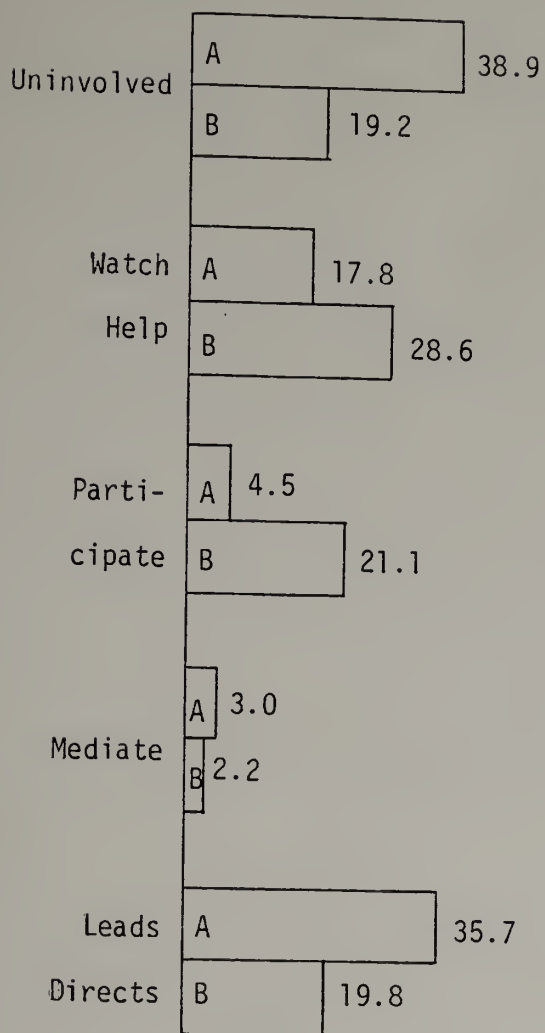 A
38.9
Uninvolved
B
19.2
Watch
A
17.8
Help
B
28.6
Parti-
A
4.5
cipate
B
21.1
A
3.0
Mediate
B
2.2
Leads
A
35.7
Directs
B
19.8